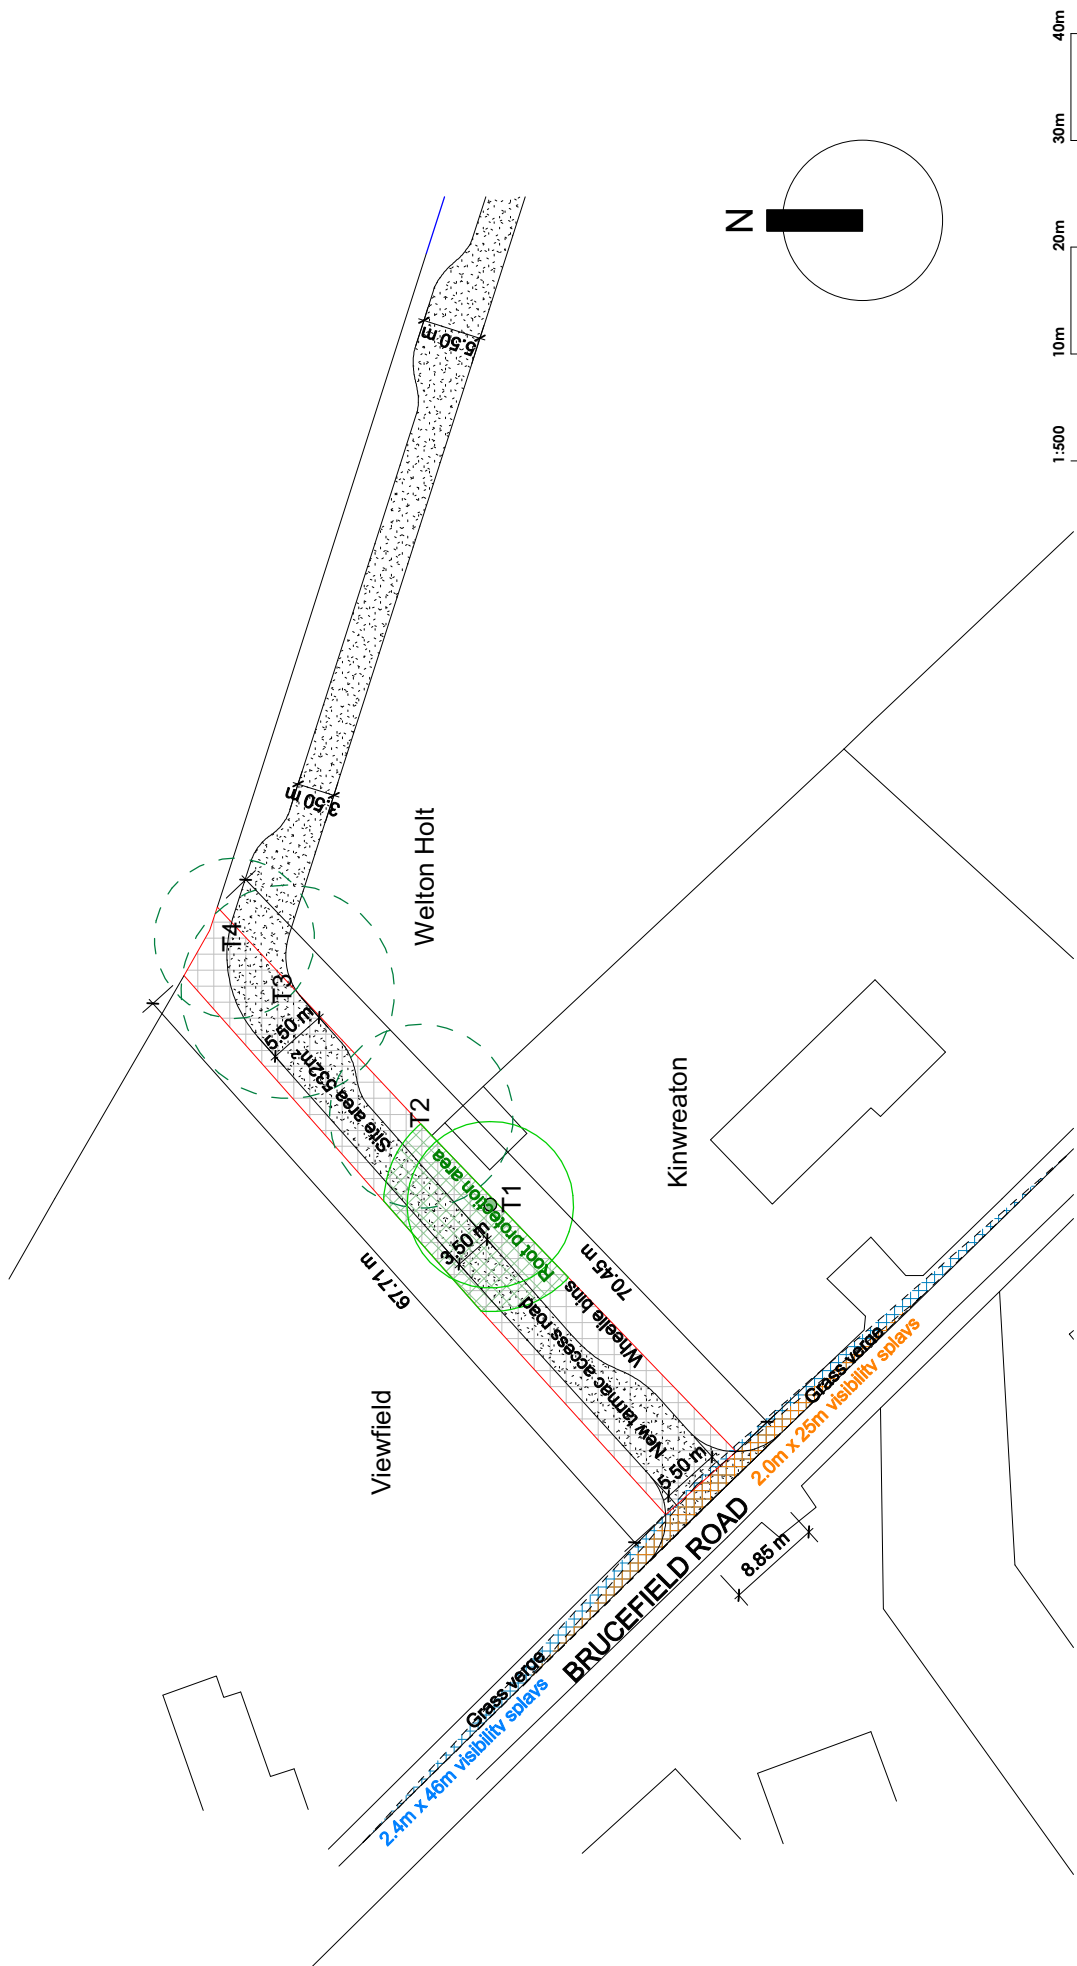 N
1:500
10m
20m
30m
40m
5.50 m
3.50 m
T4
T3
5.50 m
Site area 532m²
T2
T1
Root protection area
3.50 m
Welton Holt
Kinwreaton
Viewfield
67.71 m
70.45 m
Wheelie bins
New tarmac access road
5.50 m
Grass verge
2.0m x 25m visibility splays
BRUCEFIELD ROAD
8.85 m
Grass verge
2.4m x 46m visibility splays